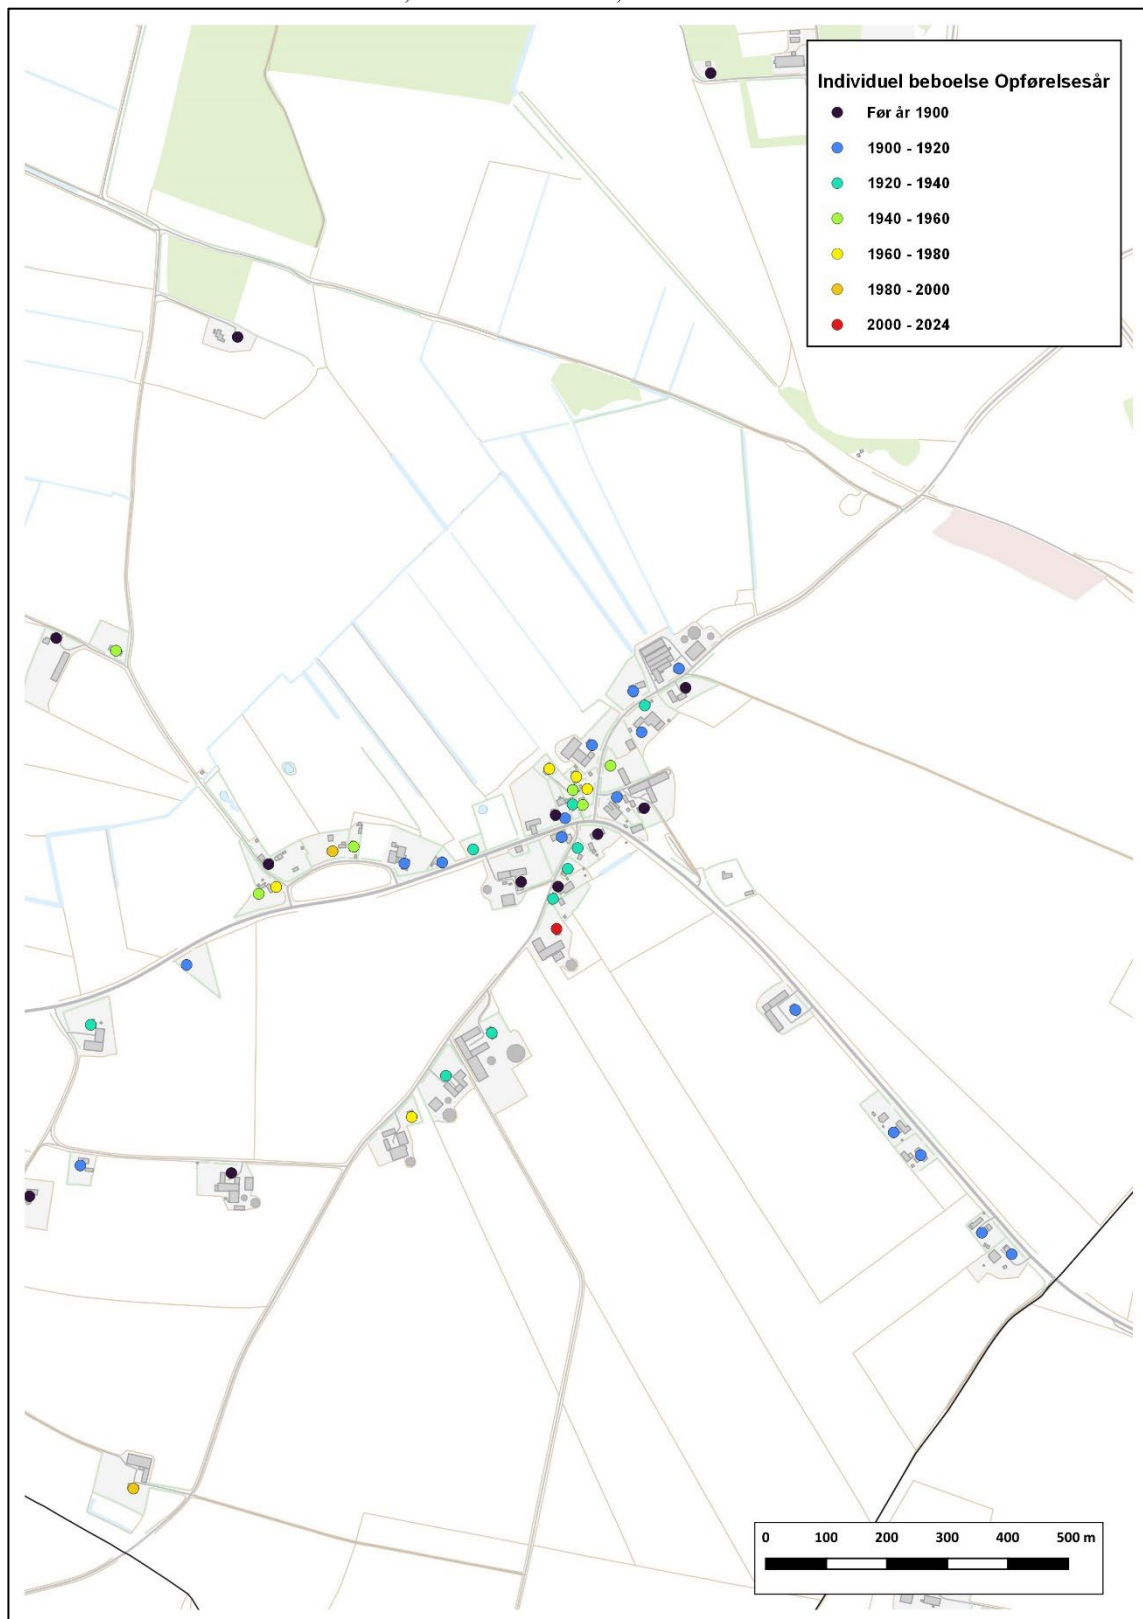 Individuel beboelse Opførelsesår
Før år 1900
1900 - 1920
1920 - 1940
1940 - 1960
1960 - 1980
1980 - 2000
2000 - 2024
0 100 200 300 400 500 m